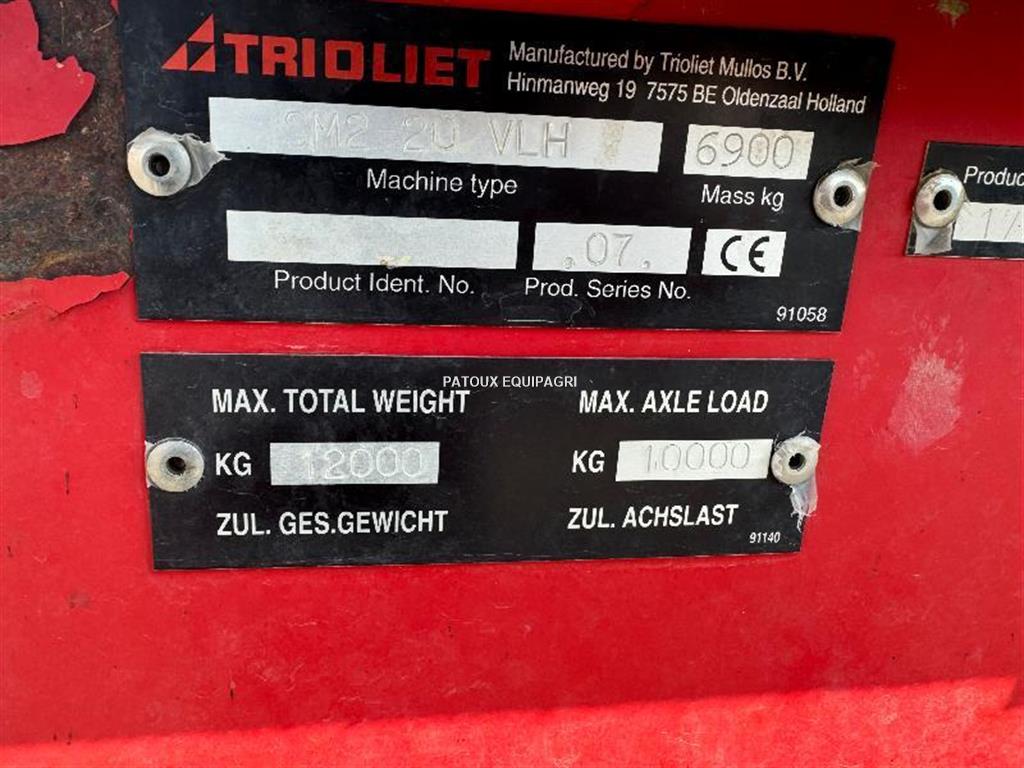 TRIOLIET
Manufactured by Trioliet Mullos B.V.
Hinmanweg 19 7575 BE Oldenzaal Holland
SM2 20 VLH
6900
Machine type
Mass kg
.07.
CE
Product Ident. No.
Prod. Series No.
91058
PATOUX EQUIPAGRI
MAX. TOTAL WEIGHT
MAX. AXLE LOAD
KG 12000
KG 10000
ZUL. GES.GEWICHT
ZUL. ACHSLAST
91140